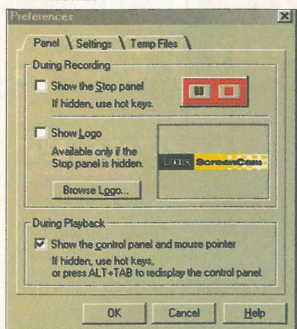 Preferences
Panel
Settings
Temp Files
During Recording
Show the Stop panel
If hidden, use hot keys.
Show Logo
Available only if the
Stop panel is hidden.
LOTUS ScreenCam
Browse Logo...
During Playback
Show the control panel and mouse pointer
If hidden, use hot keys,
or press ALT+TAB to redisplay the control panel.
OK
Cancel
Help